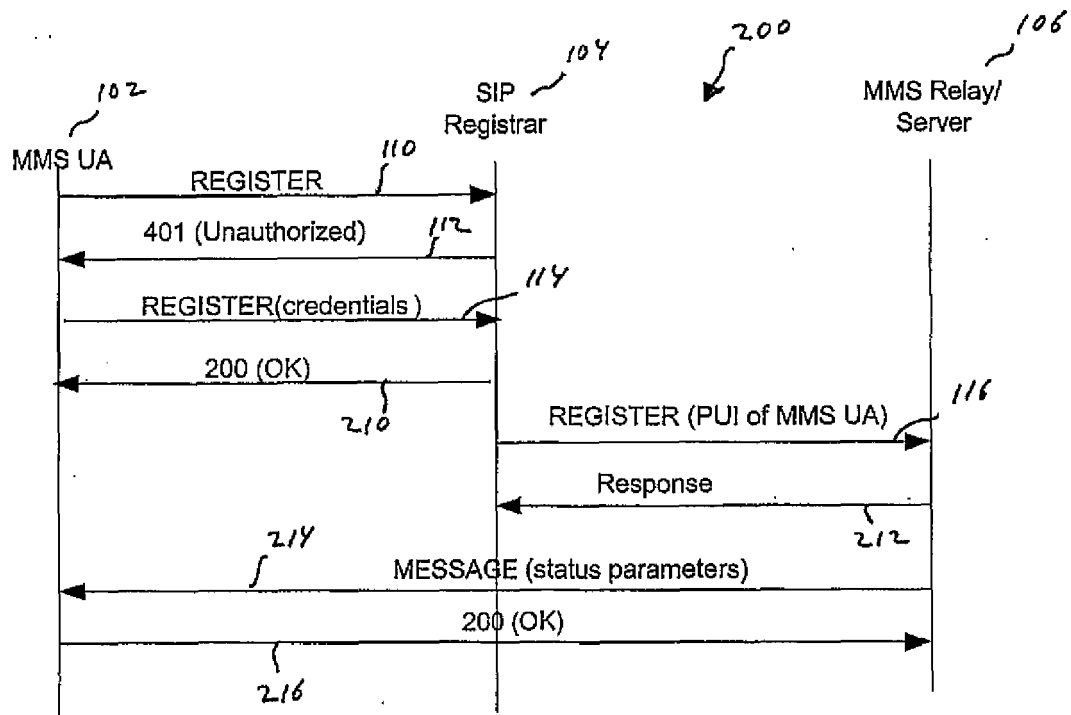 200
106
104
SIP
Registrar
MMS Relay/
Server
102
MMS UA
110
REGISTER
401 (Unauthorized)
112
REGISTER(credentials)
114
200 (OK)
210
REGISTER (PUI of MMS UA)
116
Response
212
214
MESSAGE (status parameters)
200 (OK)
216